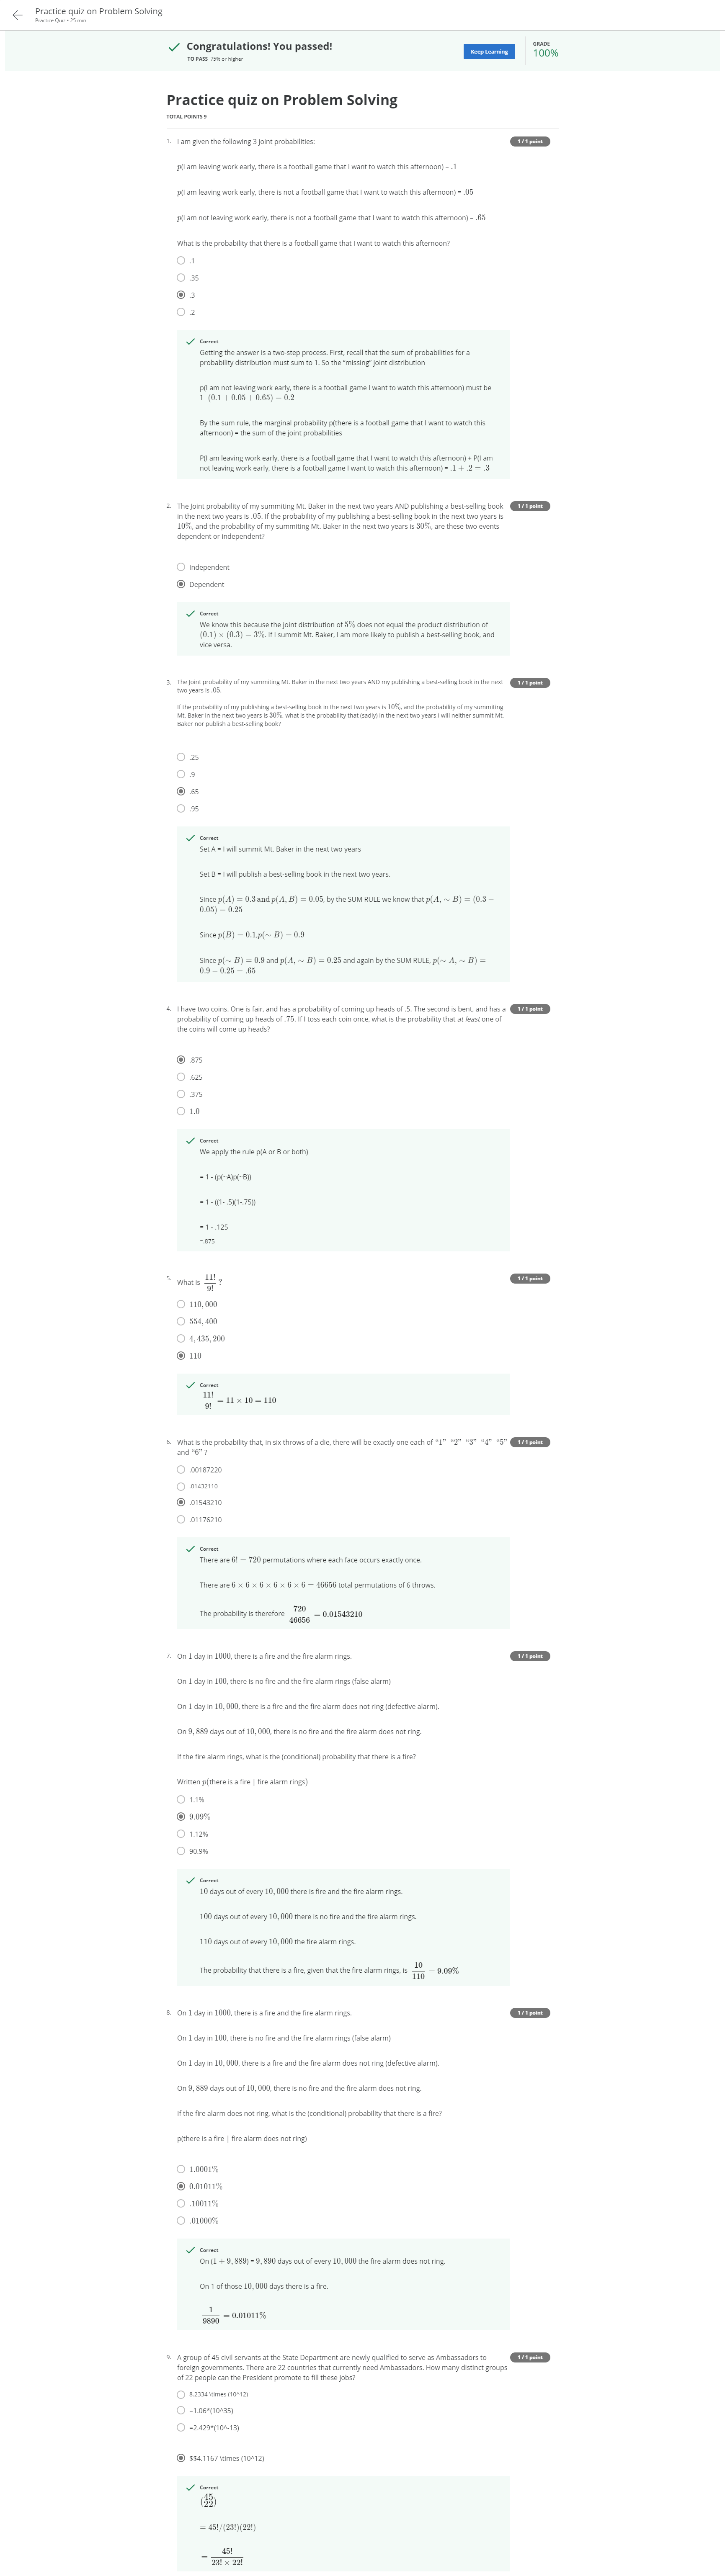 Practice quiz on Problem Solving
Practice Quiz • 25 min
Congratulations! You passed!
TO PASS 75% or higher
Keep Learning
GRADE
100%
Practice quiz on Problem Solving
TOTAL POINTS 9
1. I am given the following 3 joint probabilities:
1 / 1 point
p(I am leaving work early, there is a football game that I want to watch this afternoon) = .1
p(I am leaving work early, there is not a football game that I want to watch this afternoon) = .05
p(I am not leaving work early, there is not a football game that I want to watch this afternoon) = .65
What is the probability that there is a football game that I want to watch this afternoon?
.1
.35
.3
.2
Correct
Getting the answer is a two-step process. First, recall that the sum of probabilities for a
probability distribution must sum to 1. So the "missing" joint distribution
p(I am not leaving work early, there is a football game I want to watch this afternoon) must be
1–(0.1 + 0.05 + 0.65) = 0.2
By the sum rule, the marginal probability p(there is a football game that I want to watch this
afternoon) = the sum of the joint probabilities
P(I am leaving work early, there is a football game that I want to watch this afternoon) + P(I am
not leaving work early, there is a football game I want to watch this afternoon) = .1 + .2 = .3
2. The Joint probability of my summiting Mt. Baker in the next two years AND publishing a best-selling book
1 / 1 point
in the next two years is .05. If the probability of my publishing a best-selling book in the next two years is
10%, and the probability of my summiting Mt. Baker in the next two years is 30%, are these two events
dependent or independent?
Independent
Dependent
Correct
We know this because the joint distribution of 5% does not equal the product distribution of
(0.1) × (0.3) = 3%. If I summit Mt. Baker, I am more likely to publish a best-selling book, and
vice versa.
3. The Joint probability of my summiting Mt. Baker in the next two years AND my publishing a best-selling book in the next
1 / 1 point
two years is .05.
If the probability of my publishing a best-selling book in the next two years is 10%, and the probability of my summiting
Mt. Baker in the next two years is 30%, what is the probability that (sadly) in the next two years I will neither summit Mt.
Baker nor publish a best-selling book?
.25
.9
.65
.95
Correct
Set A = I will summit Mt. Baker in the next two years
Set B = I will publish a best-selling book in the next two years.
Since p(A) = 0.3 and p(A, B) = 0.05, by the SUM RULE we know that p(A, ∼ B) = (0.3 −
0.05) = 0.25
Since p(B) = 0.1,p(∼ B) = 0.9
Since p(∼ B) = 0.9 and p(A, ∼ B) = 0.25 and again by the SUM RULE, p(∼ A, ∼ B) =
0.9 − 0.25 = .65
4. I have two coins. One is fair, and has a probability of coming up heads of .5. The second is bent, and has a
1 / 1 point
probability of coming up heads of .75. If I toss each coin once, what is the probability that at least one of
the coins will come up heads?
.875
.625
.375
1.0
Correct
We apply the rule p(A or B or both)
= 1 - (p(~A)p(~B))
= 1 - ((1- .5)(1-.75))
= 1 - .125
=.875
5. What is 11!/9! ?
1 / 1 point
110, 000
554, 400
4, 435, 200
110
Correct
11!/9! = 11 × 10 = 110
6. What is the probability that, in six throws of a die, there will be exactly one each of "1" "2" "3" "4" "5"
1 / 1 point
and "6" ?
.00187220
.01432110
.01543210
.01176210
Correct
There are 6! = 720 permutations where each face occurs exactly once.
There are 6 × 6 × 6 × 6 × 6 × 6 = 46656 total permutations of 6 throws.
The probability is therefore 720/46656 = 0.01543210
7. On 1 day in 1000, there is a fire and the fire alarm rings.
1 / 1 point
On 1 day in 100, there is no fire and the fire alarm rings (false alarm)
On 1 day in 10, 000, there is a fire and the fire alarm does not ring (defective alarm).
On 9, 889 days out of 10, 000, there is no fire and the fire alarm does not ring.
If the fire alarm rings, what is the (conditional) probability that there is a fire?
Written p(there is a fire | fire alarm rings)
1.1%
9.09%
1.12%
90.9%
Correct
10 days out of every 10, 000 there is fire and the fire alarm rings.
100 days out of every 10, 000 there is no fire and the fire alarm rings.
110 days out of every 10, 000 the fire alarm rings.
The probability that there is a fire, given that the fire alarm rings, is 10/110 = 9.09%
8. On 1 day in 1000, there is a fire and the fire alarm rings.
1 / 1 point
On 1 day in 100, there is no fire and the fire alarm rings (false alarm)
On 1 day in 10, 000, there is a fire and the fire alarm does not ring (defective alarm).
On 9, 889 days out of 10, 000, there is no fire and the fire alarm does not ring.
If the fire alarm does not ring, what is the (conditional) probability that there is a fire?
p(there is a fire | fire alarm does not ring)
1.0001%
0.01011%
.10011%
.01000%
Correct
On (1 + 9, 889) = 9, 890 days out of every 10, 000 the fire alarm does not ring.
On 1 of those 10, 000 days there is a fire.
1/9890 = 0.01011%
9. A group of 45 civil servants at the State Department are newly qualified to serve as Ambassadors to
1 / 1 point
foreign governments. There are 22 countries that currently need Ambassadors. How many distinct groups
of 22 people can the President promote to fill these jobs?
8.2334 \times (10^12)
=1.06*(10^35)
=2.429*(10^-13)
$$4.1167 \times (10^12)
Correct
(45 22)
= 45!/(23!)(22!)
= 45!/23! × 22!